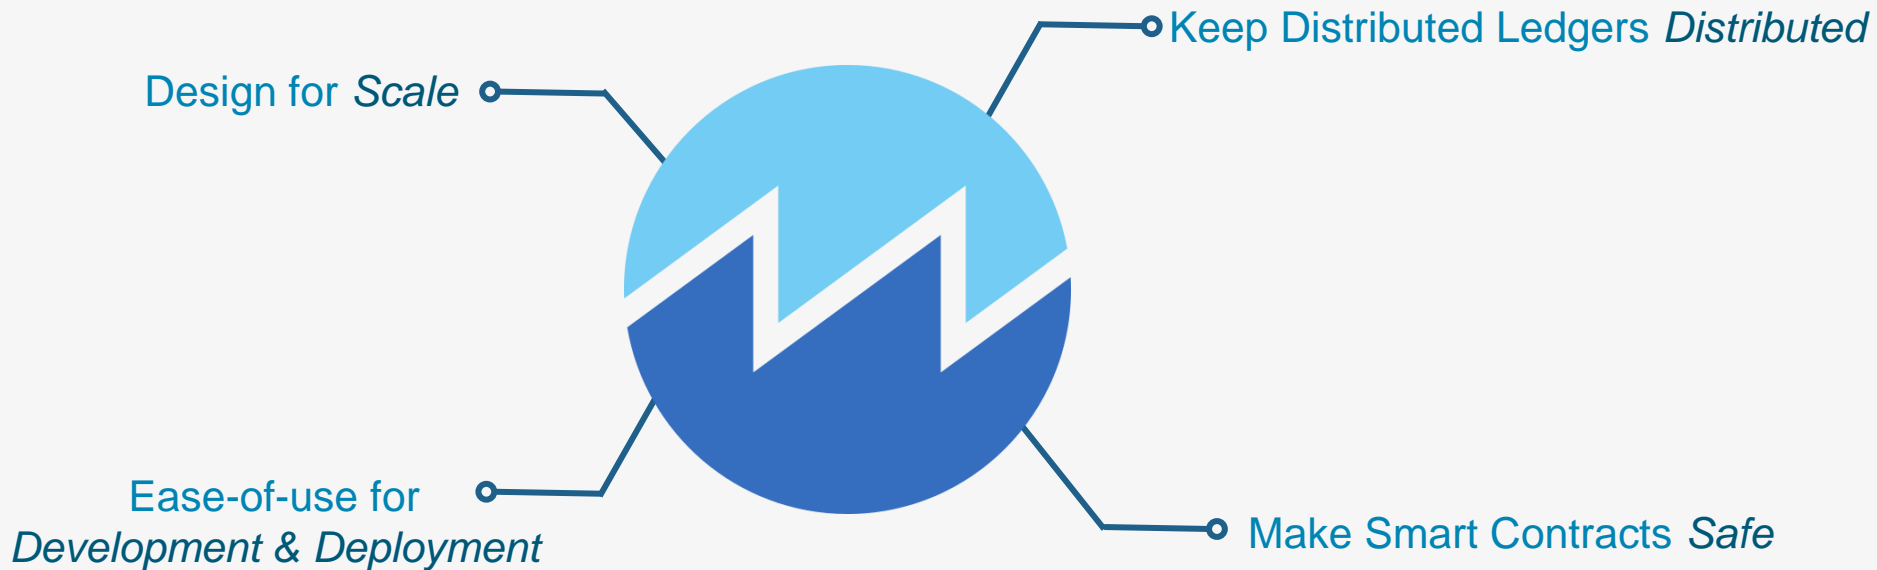 Keep Distributed Ledgers Distributed
Design for Scale
Ease-of-use for
Development & Deployment
Make Smart Contracts Safe